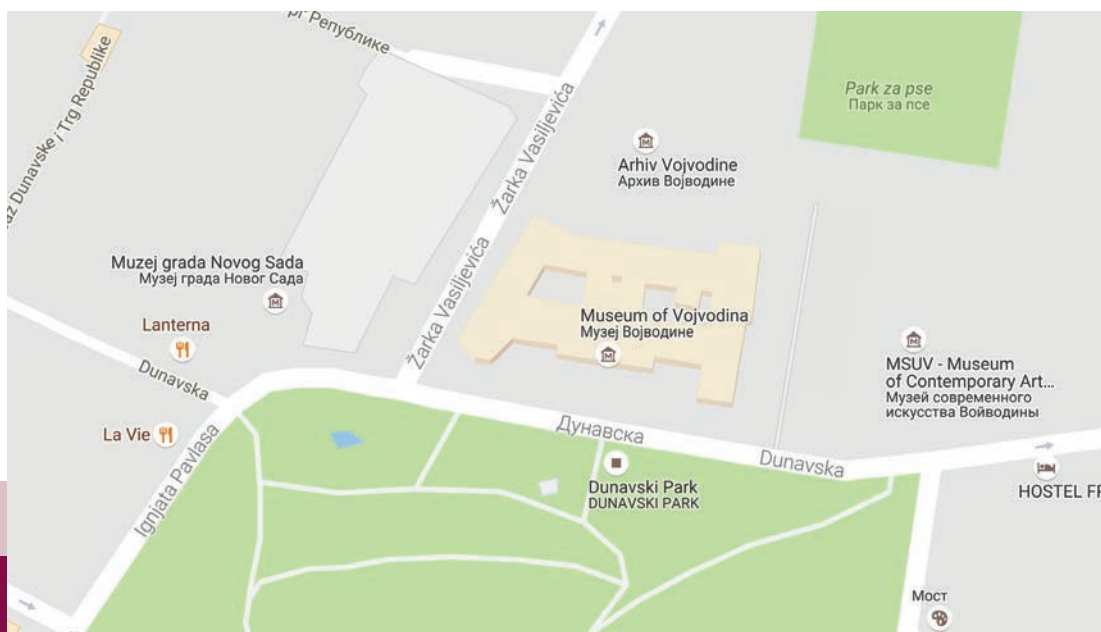 рг Републике
az Dunavske / Trg Republike
Park za pse
Парк за псе
Žarka Vasiljevića
Arhiv Vojvodine
Архив Војводине
Žarka Vasiljevića
Muzej grada Novog Sada
Музеј града Новог Сада
Museum of Vojvodina
Музеј Војводине
Lanterna
MSUV - Museum
of Contemporary Art...
Музей современного
искусства Войводины
Dunavska
La Vie
Дунавска
Dunavska
Ignjata Pavlasa
Dunavski Park
DUNAVSKI PARK
HOSTEL FR
Мост